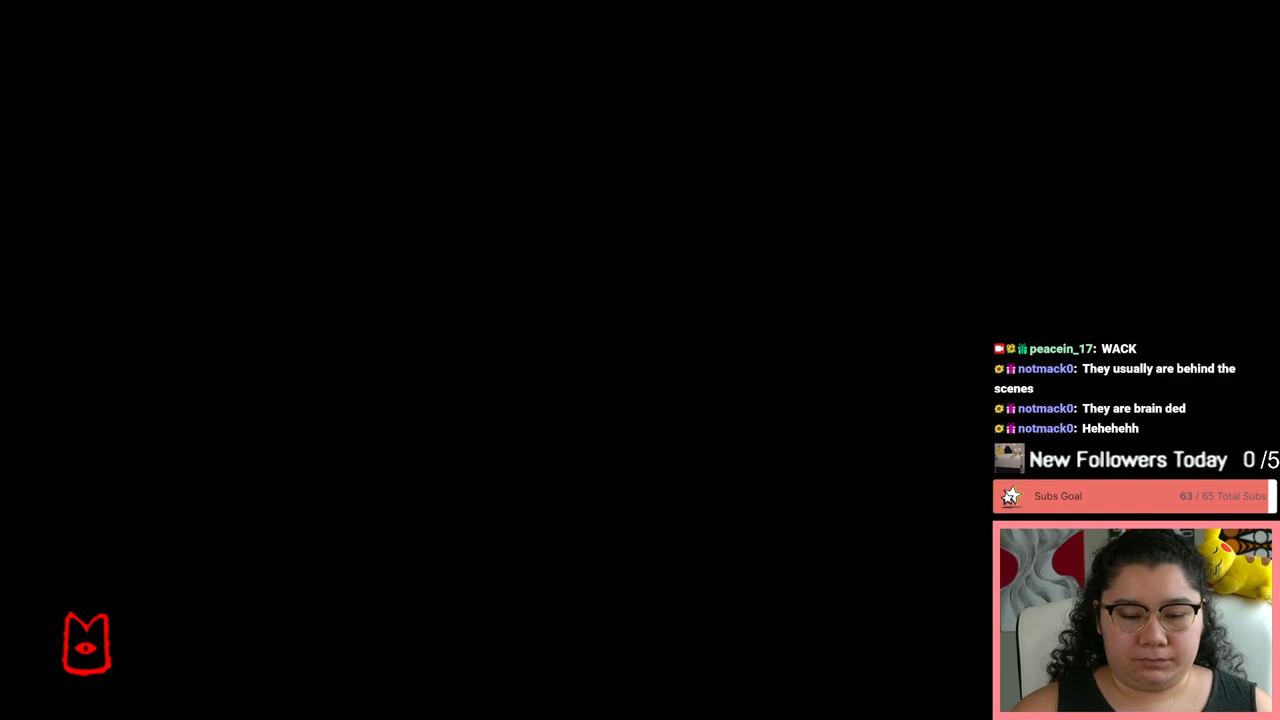 peacein_17: WACK
notmack0: They usually are behind the
scenes
notmack0: They are brain ded
notmack0: Hehehehh
New Followers Today 0 /5
Subs Goal 63 / 65 Total Subs